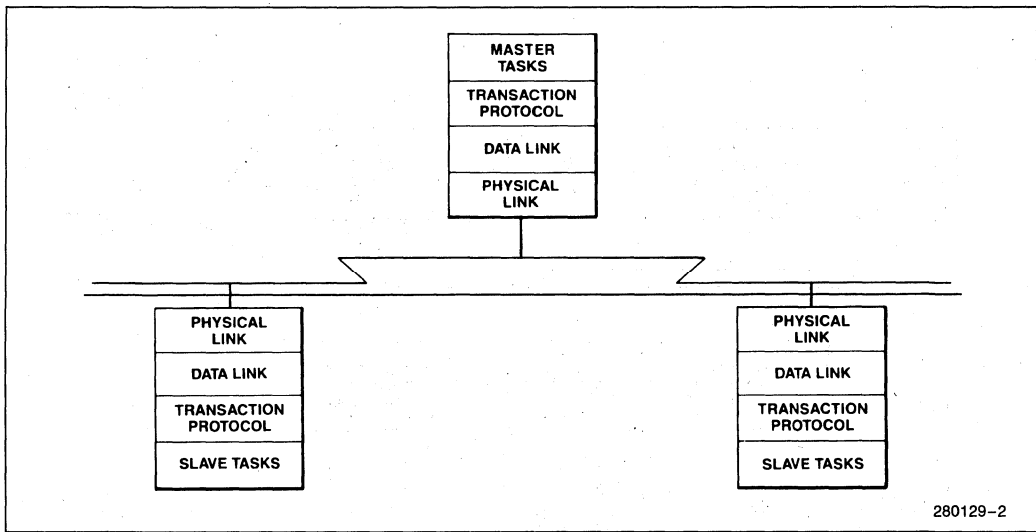 MASTER
TASKS
TRANSACTION
PROTOCOL
DATA LINK
PHYSICAL
LINK
PHYSICAL
LINK
DATA LINK
TRANSACTION
PROTOCOL
SLAVE TASKS
PHYSICAL
LINK
DATA LINK
TRANSACTION
PROTOCOL
SLAVE TASKS
280129-2